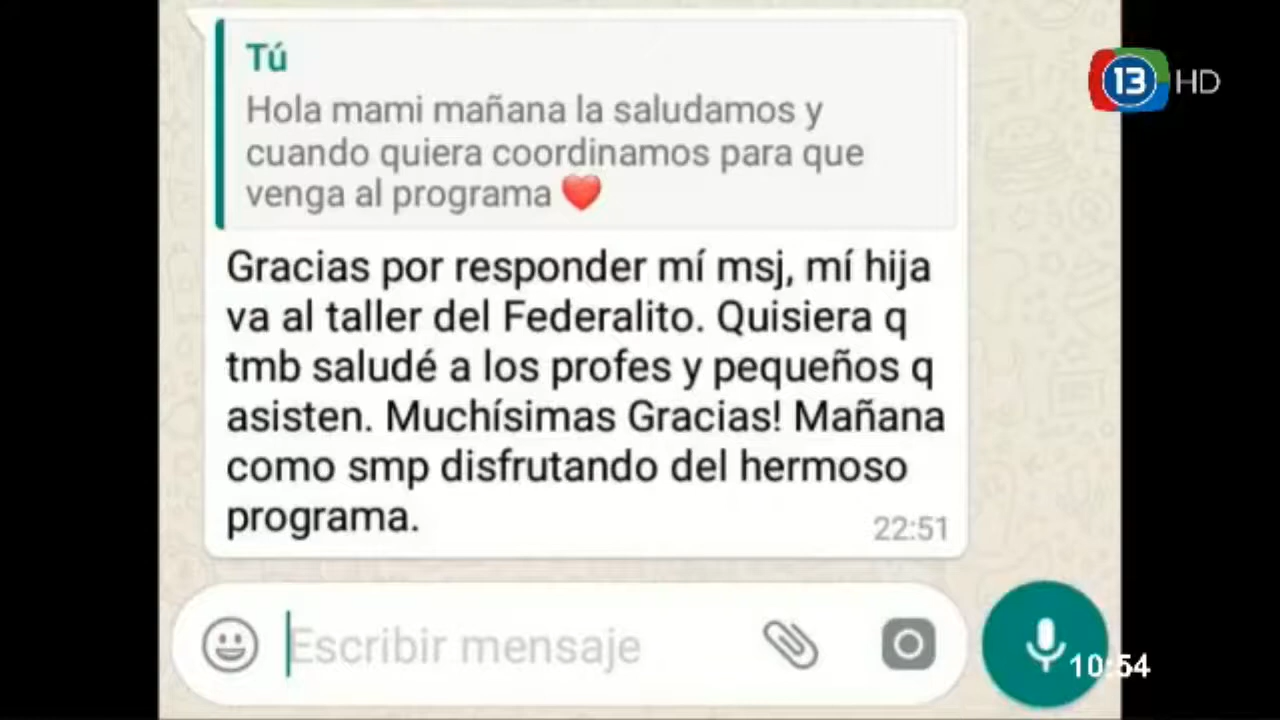 Tú
Hola mami mañana la saludamos y
cuando quiera coordinamos para que
venga al programa ❤️
Gracias por responder mí msj, mí hija
va al taller del Federalito. Quisiera q
tmb saludé a los profes y pequeños q
asisten. Muchísimas Gracias! Mañana
como smp disfrutando del hermoso
programa.
22:51
Escribir mensaje
13 HD
10:54